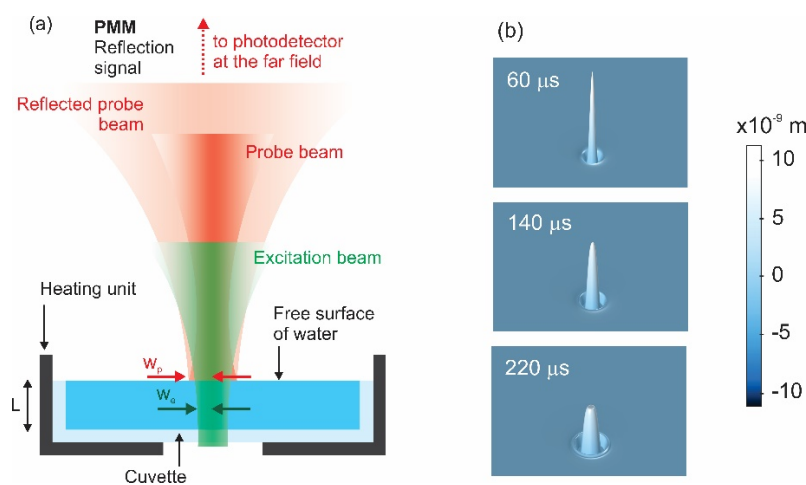 (a)
PMM
Reflection
signal
to photodetector
at the far field
Reflected probe
beam
Probe beam
Excitation beam
Heating unit
Free surface
of water
wₚ
wₑ
L
Cuvette
(b)
60 μs
140 μs
220 μs
x10⁻⁹ m
10
5
0
-5
-10